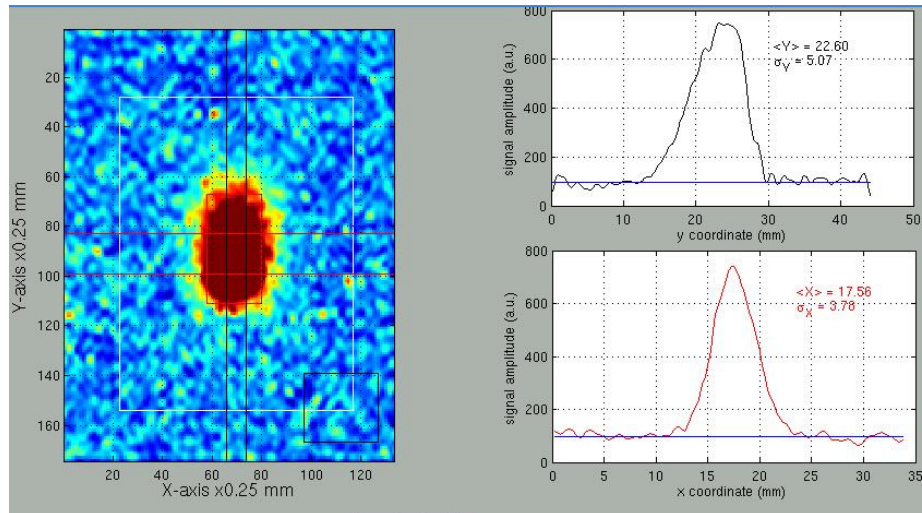 20
40
60
80
100
120
140
160
Y-axis x0.25 mm
20 40 60 80 100 120
X-axis x0.25 mm
800
600
400
200
0
signal amplitude (a.u.)
<Y> = 22.60
σY = 5.07
0 10 20 30 40 50
y coordinate (mm)
800
600
400
200
0
signal amplitude (a.u.)
<X> = 17.56
σX = 3.78
0 5 10 15 20 25 30 35
x coordinate (mm)